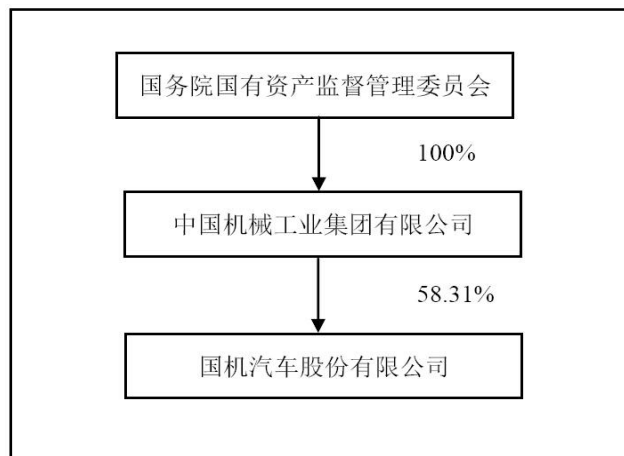 国务院国有资产监督管理委员会
100%
中国机械工业集团有限公司
58.31%
国机汽车股份有限公司